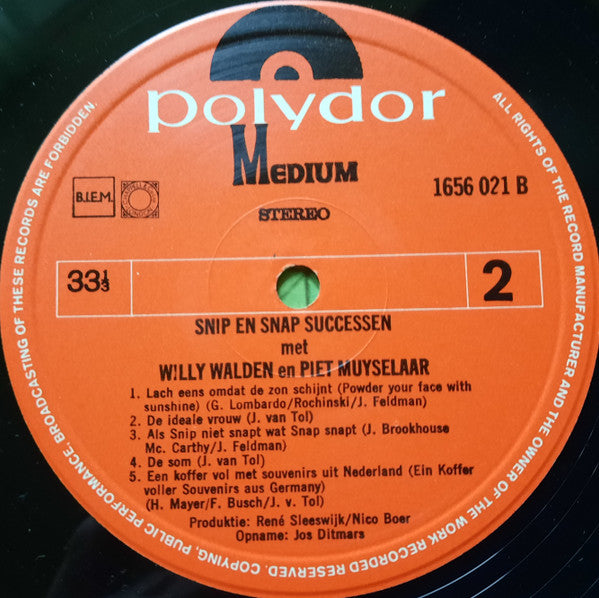 polydor
MEDIUM
STEREO
1656 021 B
B.I.E.M.
33⅓
2
SNIP EN SNAP SUCCESSEN
met
WILLY WALDEN en PIET MUYSELAAR
1. Lach eens omdat de zon schijnt (Powder your face with
sunshine) (G. Lombardo/Rochinski/J. Feldman)
2. De ideale vrouw (J. van Tol)
3. Als Snip niet snapt wat Snap snapt (J. Brookhouse
Mc. Carthy/J. Feldman)
4. De som (J. van Tol)
5. Een koffer vol met souvenirs uit Nederland (Ein Koffer
voller Souvenirs aus Germany)
(H. Mayer/F. Busch/J. v. Tol)
Produktie: René Sleeswijk/Nico Boer
Opname: Jos Ditmars
ALL RIGHTS OF THE RECORD MANUFACTURER AND THE OWNER OF THE WORK RECORDED RESERVED. COPYING, PUBLIC PERFORMANCE, BROADCASTING OF THESE RECORDS ARE FORBIDDEN.